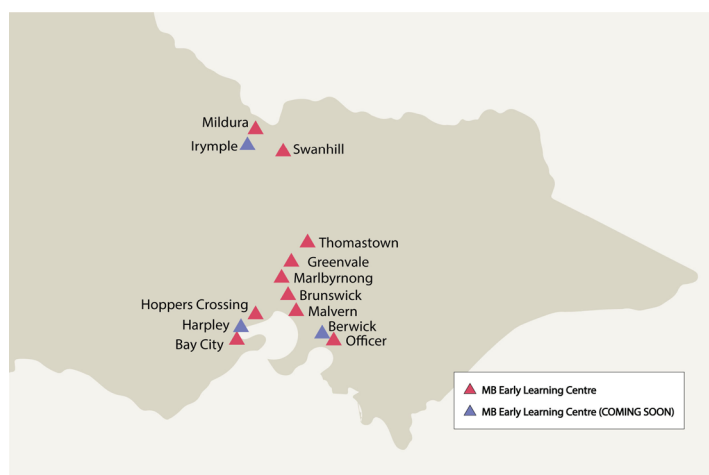 Mildura
Irymple
Swanhill
Thomastown
Greenvale
Marlbyrnong
Brunswick
Hoppers Crossing
Malvern
Harpley
Berwick
Bay City
Officer
MB Early Learning Centre
MB Early Learning Centre (COMING SOON)